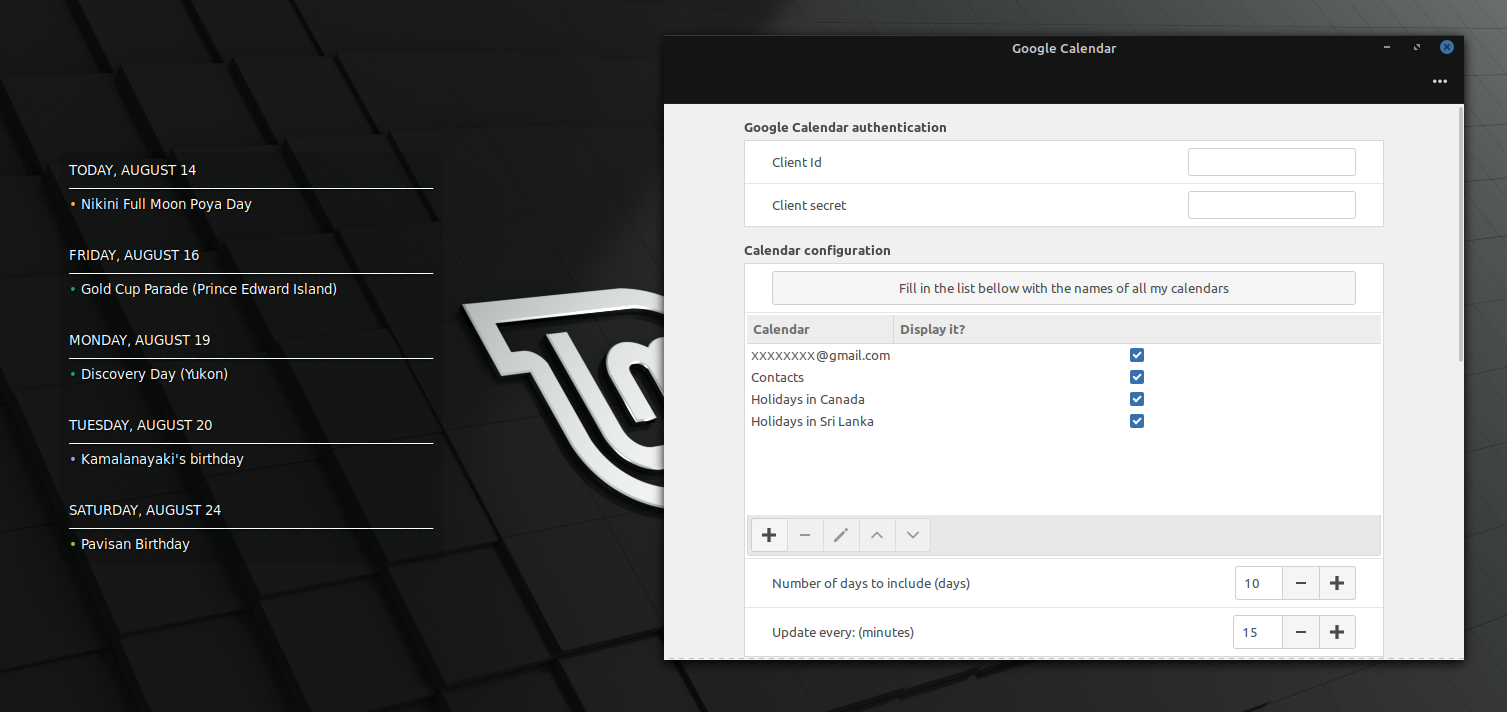 TODAY, AUGUST 14
• Nikini Full Moon Poya Day
FRIDAY, AUGUST 16
• Gold Cup Parade (Prince Edward Island)
MONDAY, AUGUST 19
• Discovery Day (Yukon)
TUESDAY, AUGUST 20
• Kamalanayaki's birthday
SATURDAY, AUGUST 24
• Pavisan Birthday
Google Calendar
Google Calendar authentication
Client Id
Client secret
Calendar configuration
Fill in the list bellow with the names of all my calendars
Calendar Display it?
XXXXXXXX@gmail.com
Contacts
Holidays in Canada
Holidays in Sri Lanka
Number of days to include (days) 10
Update every: (minutes) 15